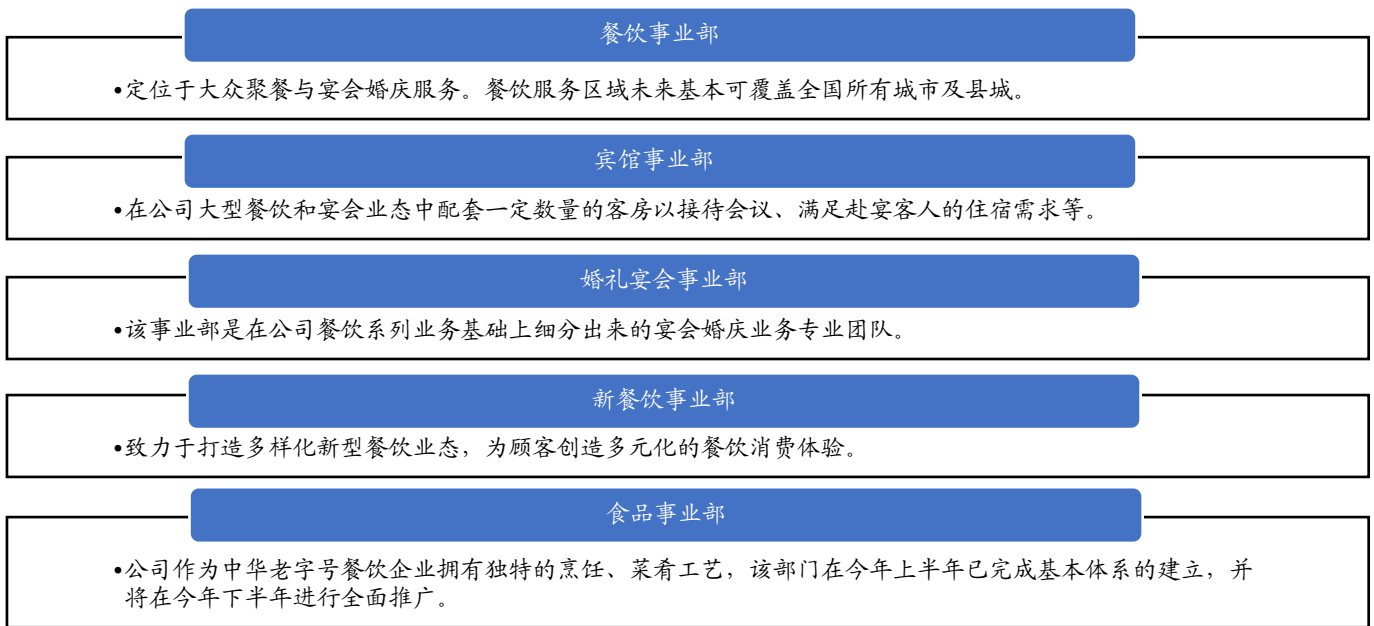 餐饮事业部
•定位于大众聚餐与宴会婚庆服务。餐饮服务区域未来基本可覆盖全国所有城市及县城。
宾馆事业部
•在公司大型餐饮和宴会业态中配套一定数量的客房以接待会议、满足赴宴客人的住宿需求等。
婚礼宴会事业部
•该事业部是在公司餐饮系列业务基础上细分出来的宴会婚庆业务专业团队。
新餐饮事业部
•致力于打造多样化新型餐饮业态，为顾客创造多元化的餐饮消费体验。
食品事业部
•公司作为中华老字号餐饮企业拥有独特的烹饪、菜肴工艺，该部门在今年上半年已完成基本体系的建立，并
将在今年下半年进行全面推广。